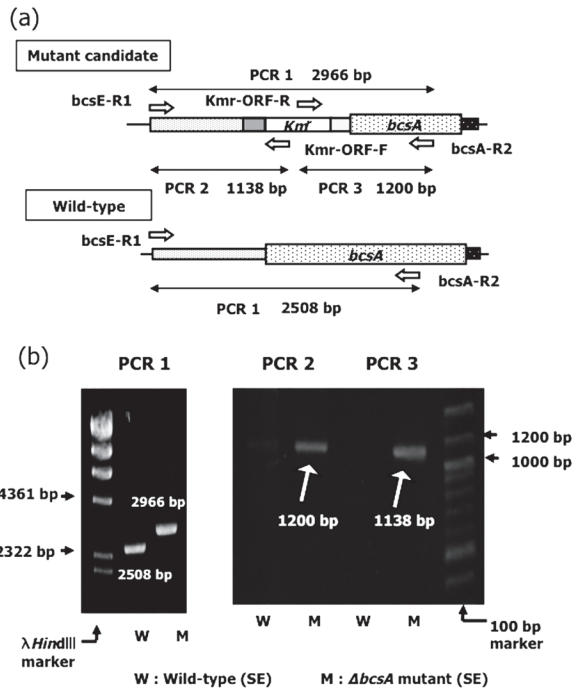 (a)
Mutant candidate
PCR 1 2966 bp
bcsE-R1
Kmr-ORF-R
Kmr
bcsA
Kmr-ORF-F
bcsA-R2
PCR 2 1138 bp
PCR 3 1200 bp
Wild-type
bcsE-R1
bcsA
bcsA-R2
PCR 1 2508 bp
(b)
PCR 1
PCR 2
PCR 3
1200 bp
1000 bp
4361 bp
2966 bp
1200 bp
1138 bp
2322 bp
2508 bp
W
M
W
M
W
M
λHindIII
marker
100 bp
marker
W : Wild-type (SE)
M : ΔbcsA mutant (SE)